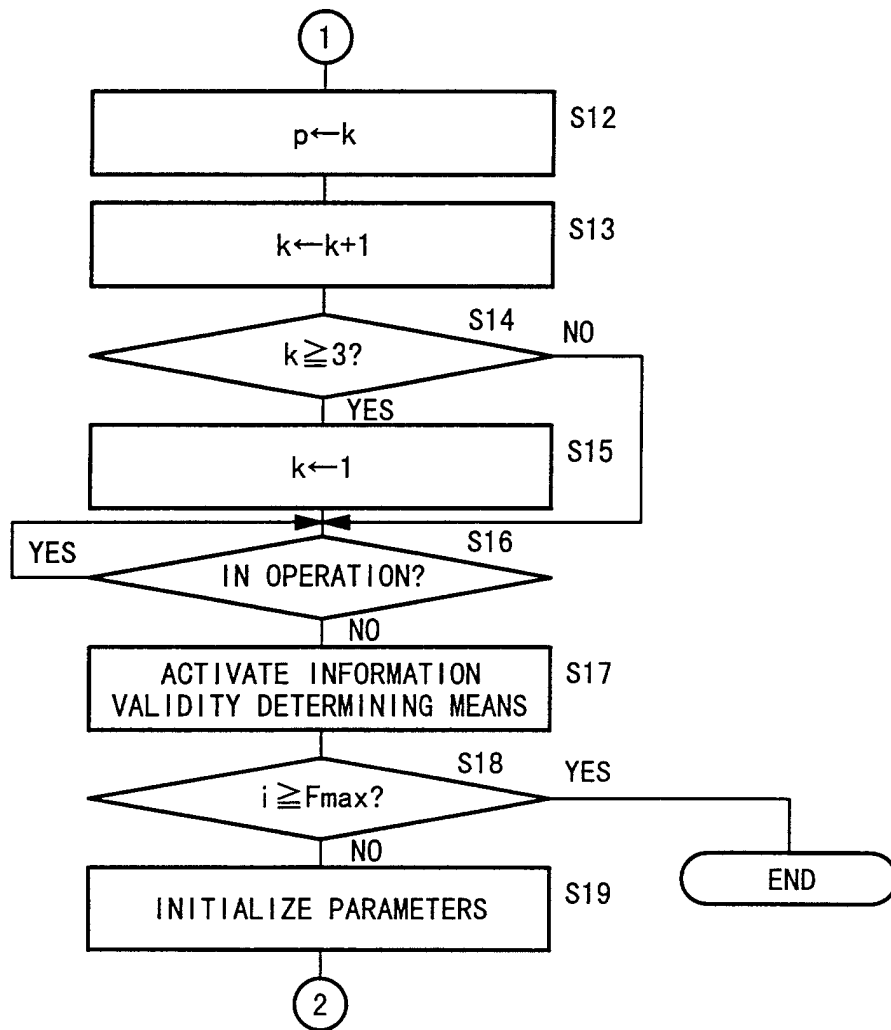 1
p←k
S12
k←k+1
S13
S14
k≧3?
NO
YES
k←1
S15
S16
YES
IN OPERATION?
NO
ACTIVATE INFORMATION
VALIDITY DETERMINING MEANS
S17
S18
i≧Fmax?
YES
NO
INITIALIZE PARAMETERS
S19
END
2